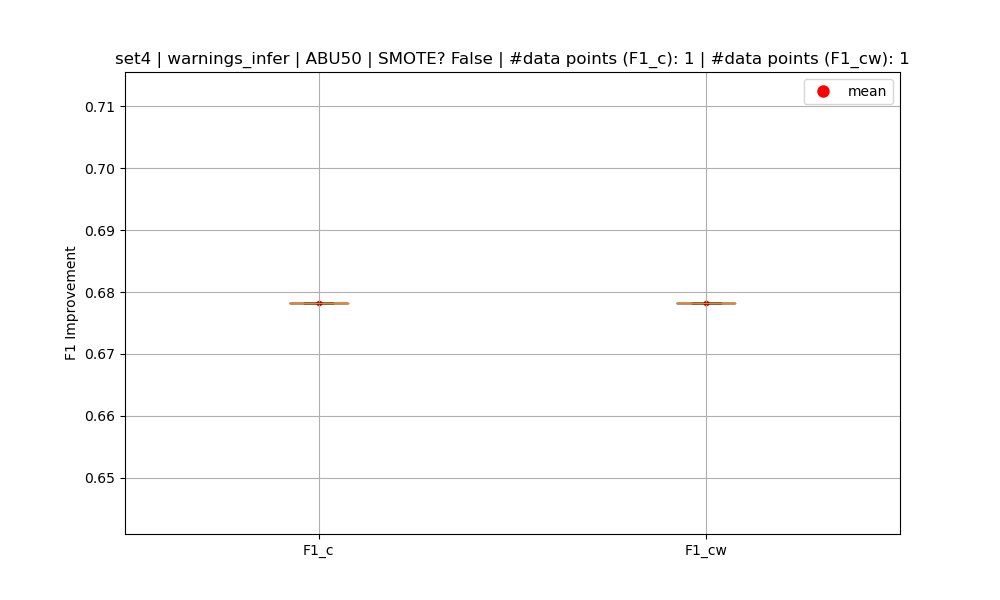 set4 | warnings_infer | ABU50 | SMOTE? False | #data points (F1_c): 1 | #data points (F1_cw): 1
mean
0.71
0.70
0.69
0.68
0.67
0.66
0.65
F1 Improvement
F1_c
F1_cw